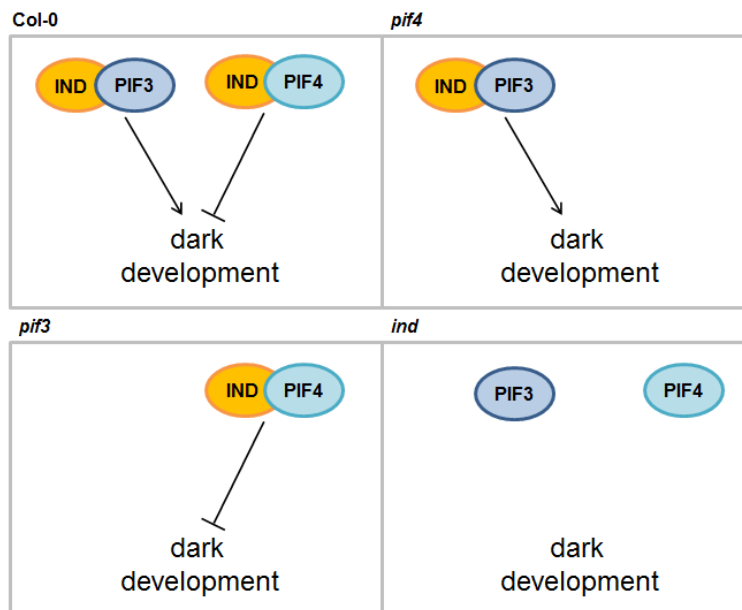 Col-0
IND PIF3 IND PIF4
dark
development
pif4
IND PIF3
dark
development
pif3
IND PIF4
dark
development
ind
PIF3 PIF4
dark
development